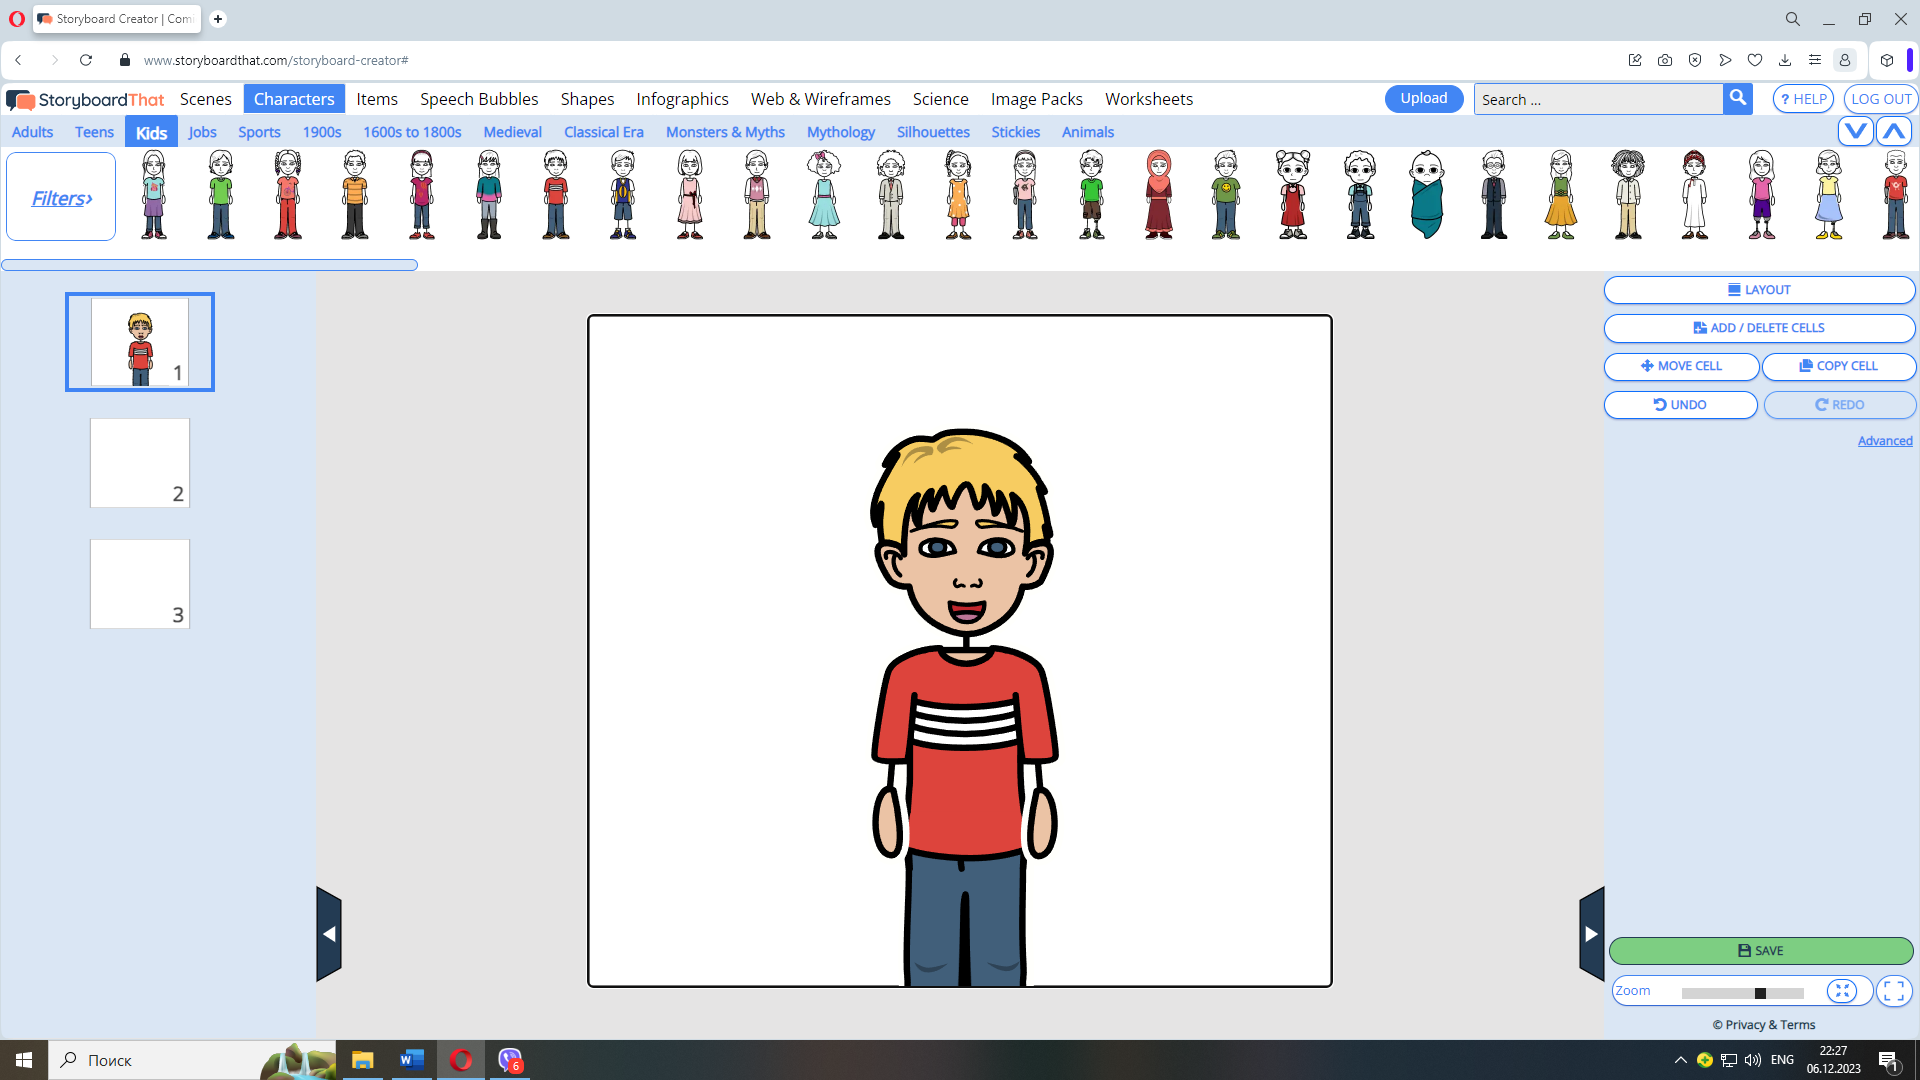 Storyboard Creator | Com
www.storyboardthat.com/storyboard-creator#
StoryboardThat Scenes Characters Items Speech Bubbles Shapes Infographics Web & Wireframes Science Image Packs Worksheets Upload Search ... ? HELP LOG OUT
Adults Teens Kids Jobs Sports 1900s 1600s to 1800s Medieval Classical Era Monsters & Myths Mythology Silhouettes Stickies Animals
Filters›
LAYOUT
ADD / DELETE CELLS
MOVE CELL COPY CELL
UNDO REDO
Advanced
1
2
3
SAVE
Zoom
© Privacy & Terms
Поиск
6
ENG
22:27
06.12.2023
1